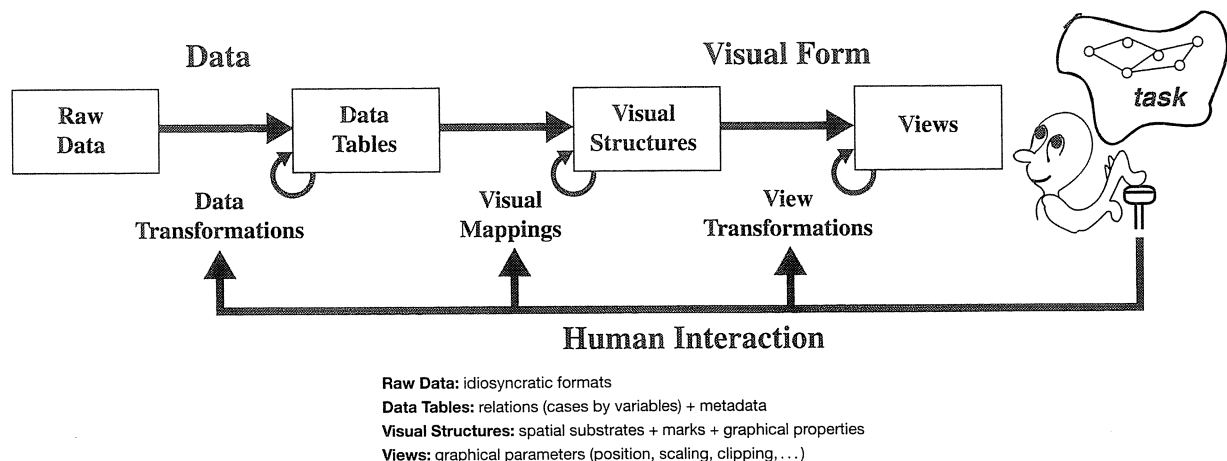 Data
Visual Form
task
Raw
Data
Data
Tables
Visual
Structures
Views
Data
Transformations
Visual
Mappings
View
Transformations
Human Interaction
Raw Data: idiosyncratic formats
Data Tables: relations (cases by variables) + metadata
Visual Structures: spatial substrates + marks + graphical properties
Views: graphical parameters (position, scaling, clipping, . . . )